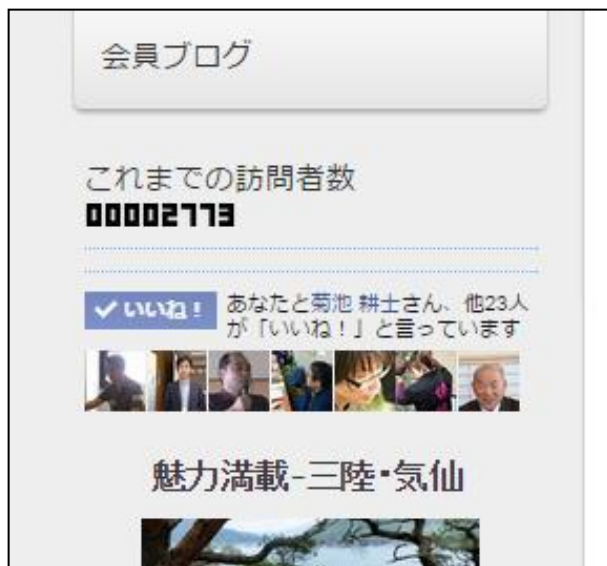 会員ブログ
これまでの訪問者数
00002773
いいね！
あなたと菊池 耕士さん、他23人
が「いいね！」と言っています
魅力満載-三陸・気仙